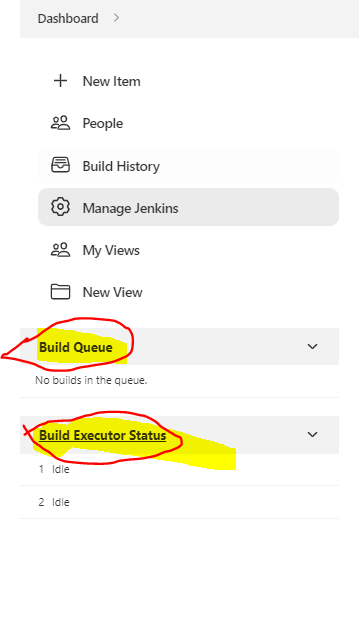 Dashboard
New Item
People
Build History
Manage Jenkins
My Views
New View
Build Queue
No builds in the queue.
Build Executor Status
1 Idle
2 Idle